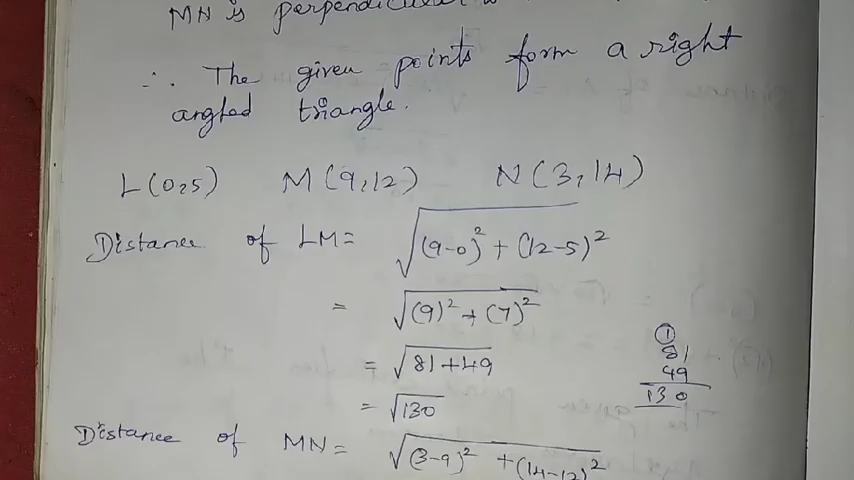 MN is perpendicular
∴ The given points form a right
angled triangle.
L(0,5) M(9,12) N(3,14)
Distance of LM = √(9-0)² + (12-5)²
= √(9)² + (7)²
= √81+49
= √130
①
81
49
130
Distance of MN = √(3-9)² + (14-12)²